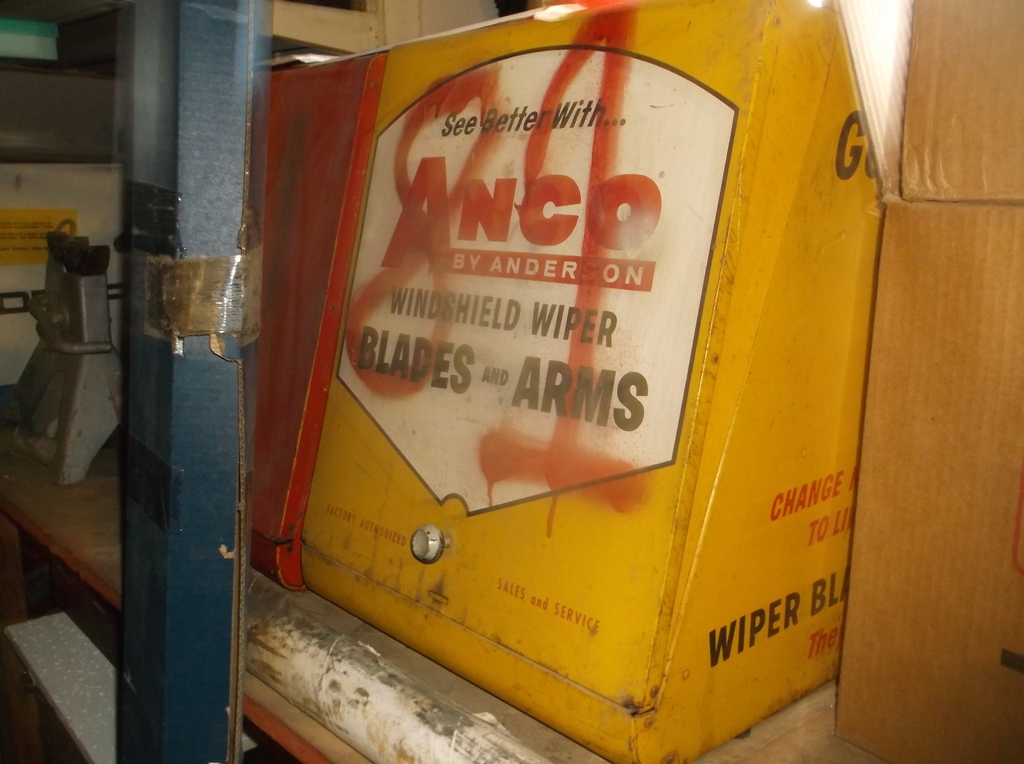 See Better With...
ANCO
BY ANDERSON
WINDSHIELD WIPER
BLADES AND ARMS
FACTORY AUTHORIZED
SALES and SERVICE
CHANGE
TO
WIPER
The